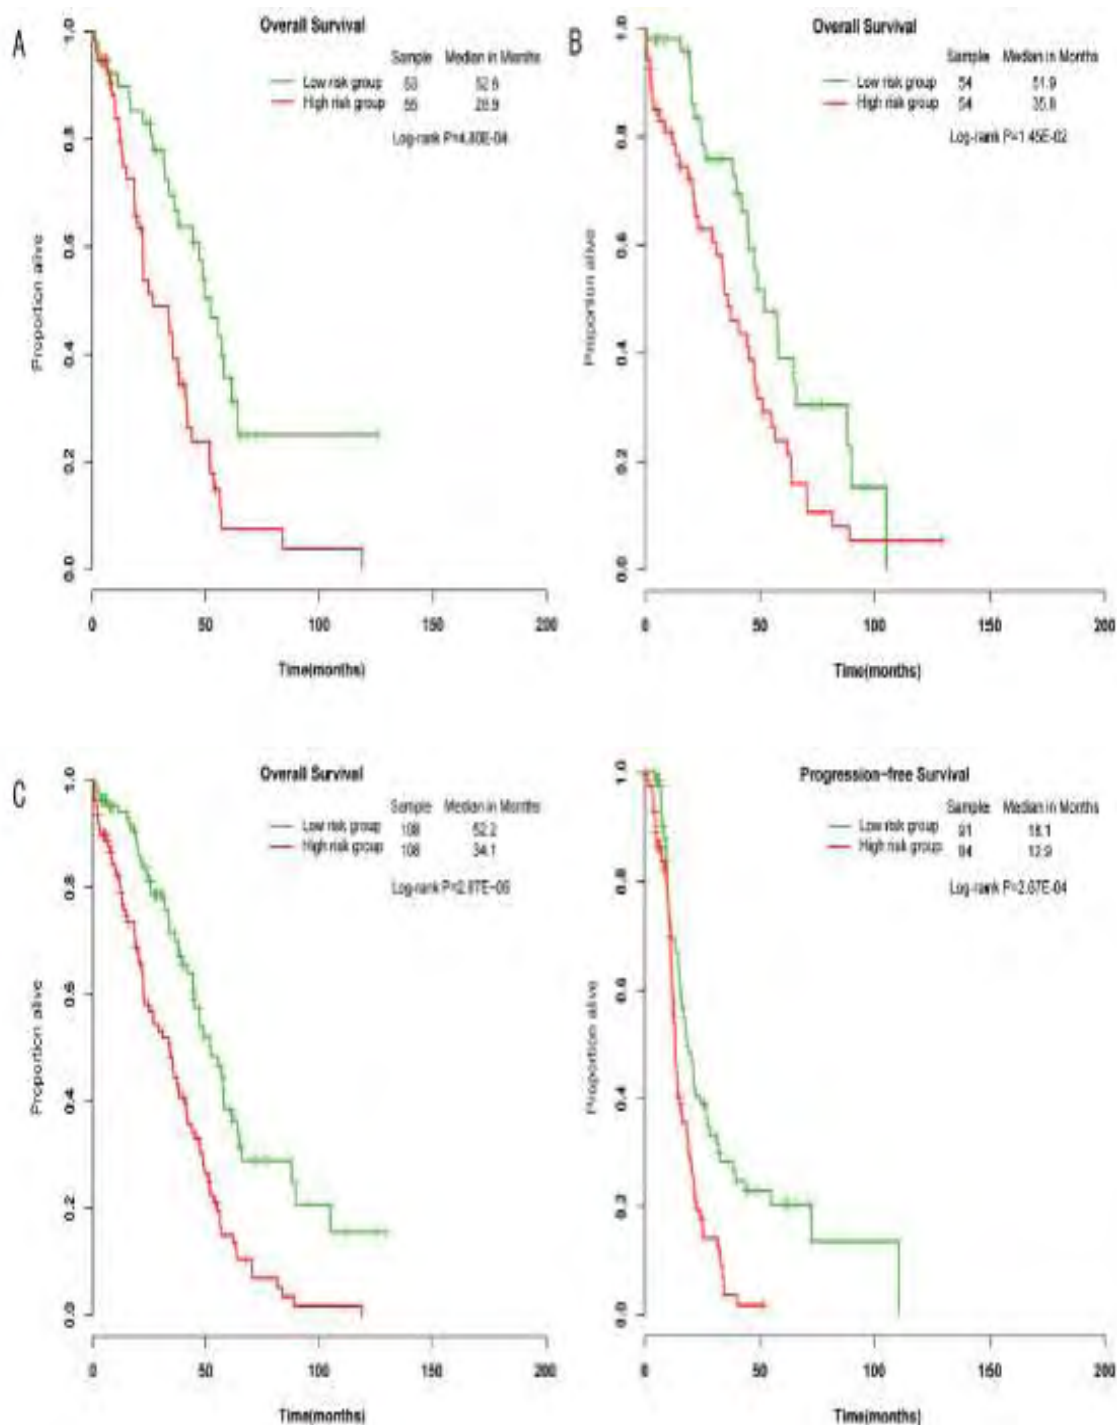 A
Overall Survival
Sample Median in Months
Low risk group 53 52.6
High risk group 55
Log-rank P=4.80E-04
Proportion alive
0.0 0.2 0.4 0.6 0.8 1.0
0 50 100 150 200
Time(months)
B
Overall Survival
Sample Median in Months
Low risk group 54 51.9
High risk group 54 35.8
Log-rank P=1.45E-02
Proportion alive
0.0 0.2 0.4 0.6 0.8 1.0
0 50 100 150 200
Time(months)
C
Overall Survival
Sample Median in Months
Low risk group 108 52.2
High risk group 108 34.1
Log-rank
Proportion alive
0.0 0.2 0.4 0.6 0.8 1.0
0 50 100 150 200
Time(months)
Progression-free Survival
Sample Median in Months
Low risk group 91 18.1
High risk group 94 12.9
Log-rank P=2.67E-04
Proportion alive
0.0 0.2 0.4 0.6 0.8 1.0
0 50 100 150 200
Time(months)